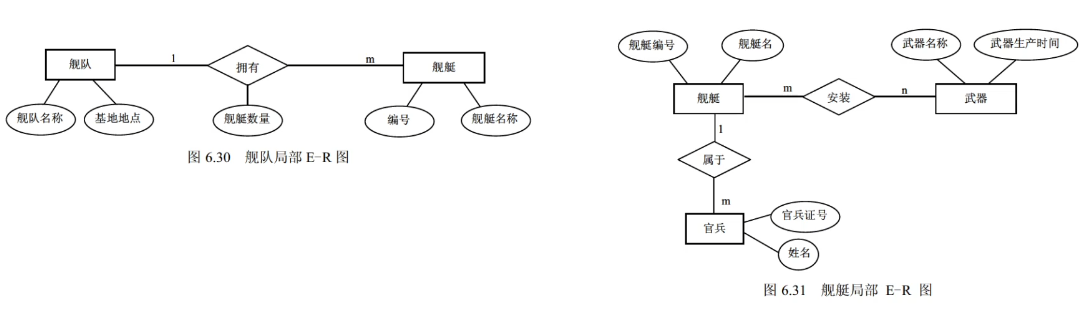 舰队
1
拥有
m
舰艇
舰队名称
基地地点
舰艇数量
编号
舰艇名称
图 6.30 舰队局部 E-R 图
舰艇编号
舰艇名
武器名称
武器生产时间
舰艇
m
安装
n
武器
1
属于
m
官兵
官兵证号
姓名
图 6.31 舰艇局部 E-R 图